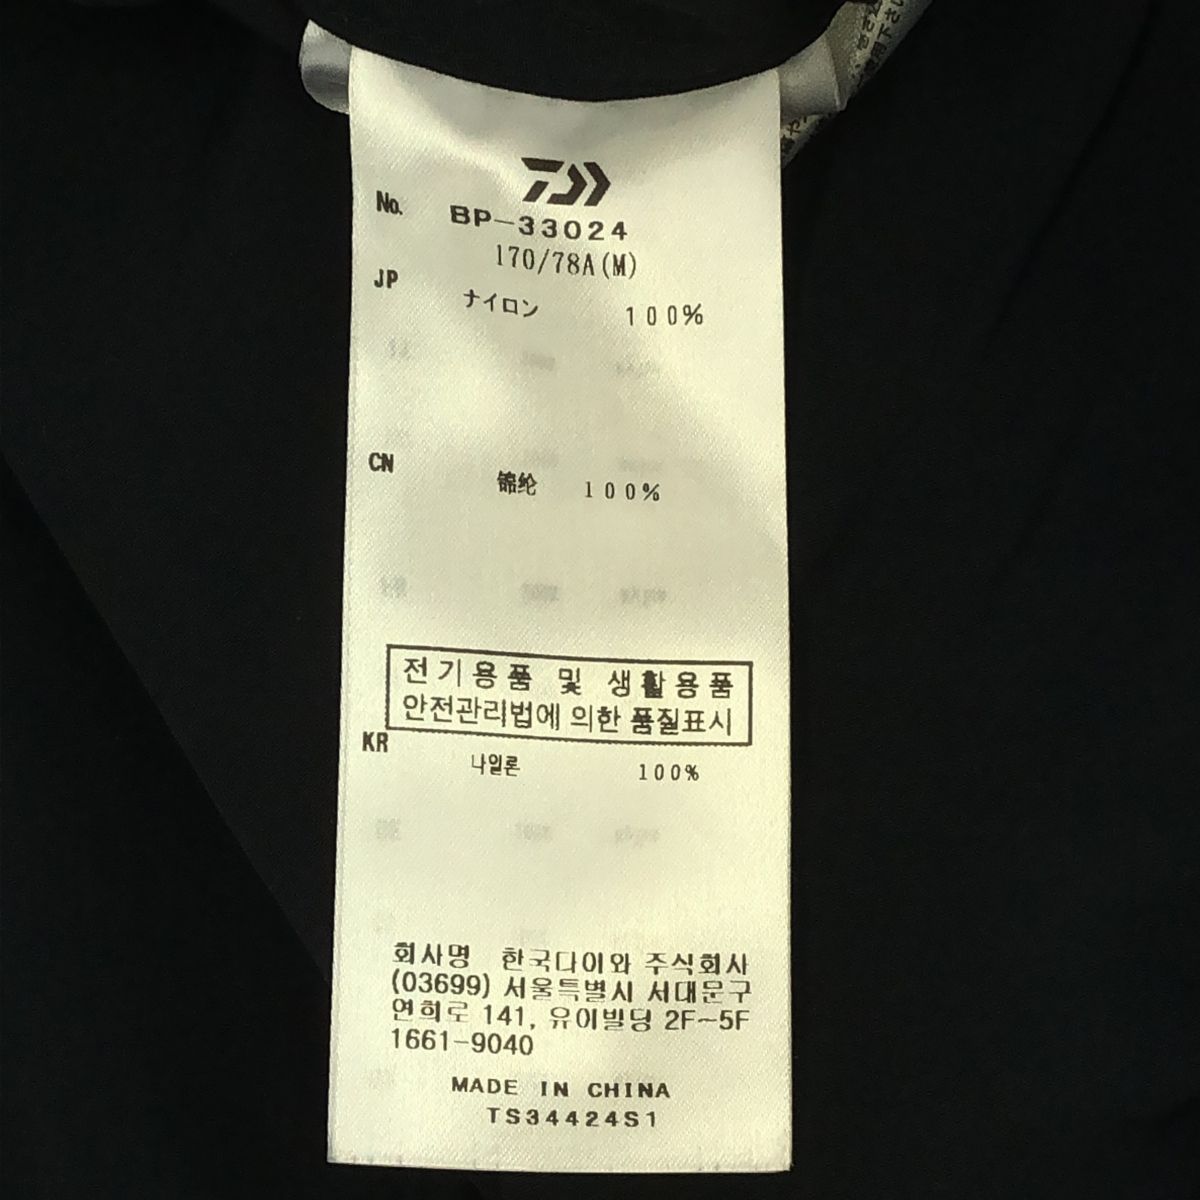 No. BP-33024
170/78A(M)
JP
ナイロン 100%
CN
锦纶 100%
전기용품 및 생활용품
안전관리법에 의한 품질표시
KR
나일론 100%
회사명 한국다이와 주식회사
(03699) 서울특별시 서대문구
연희로 141, 유이빌딩 2F~5F
1661-9040
MADE IN CHINA
TS34424S1